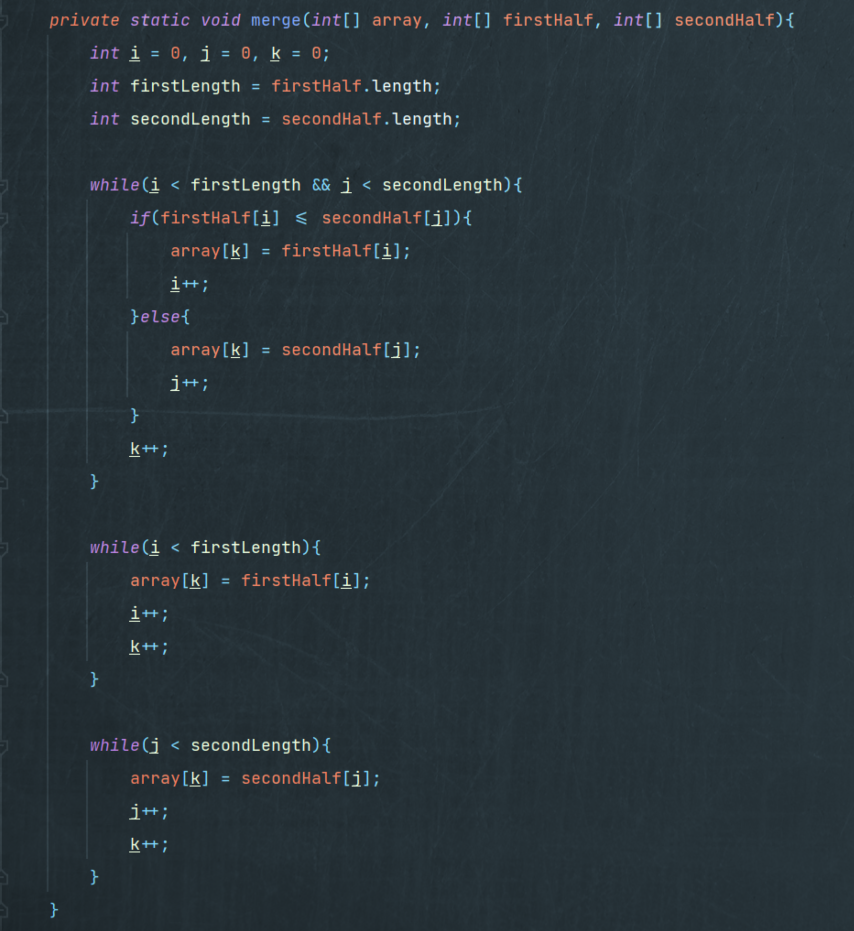 private static void merge(int[] array, int[] firstHalf, int[] secondHalf){
    int i = 0, j = 0, k = 0;
    int firstLength = firstHalf.length;
    int secondLength = secondHalf.length;

    while(i < firstLength && j < secondLength){
        if(firstHalf[i] <= secondHalf[j]){
            array[k] = firstHalf[i];
            i++;
        }else{
            array[k] = secondHalf[j];
            j++;
        }
        k++;
    }

    while(i < firstLength){
        array[k] = firstHalf[i];
        i++;
        k++;
    }

    while(j < secondLength){
        array[k] = secondHalf[j];
        j++;
        k++;
    }
}